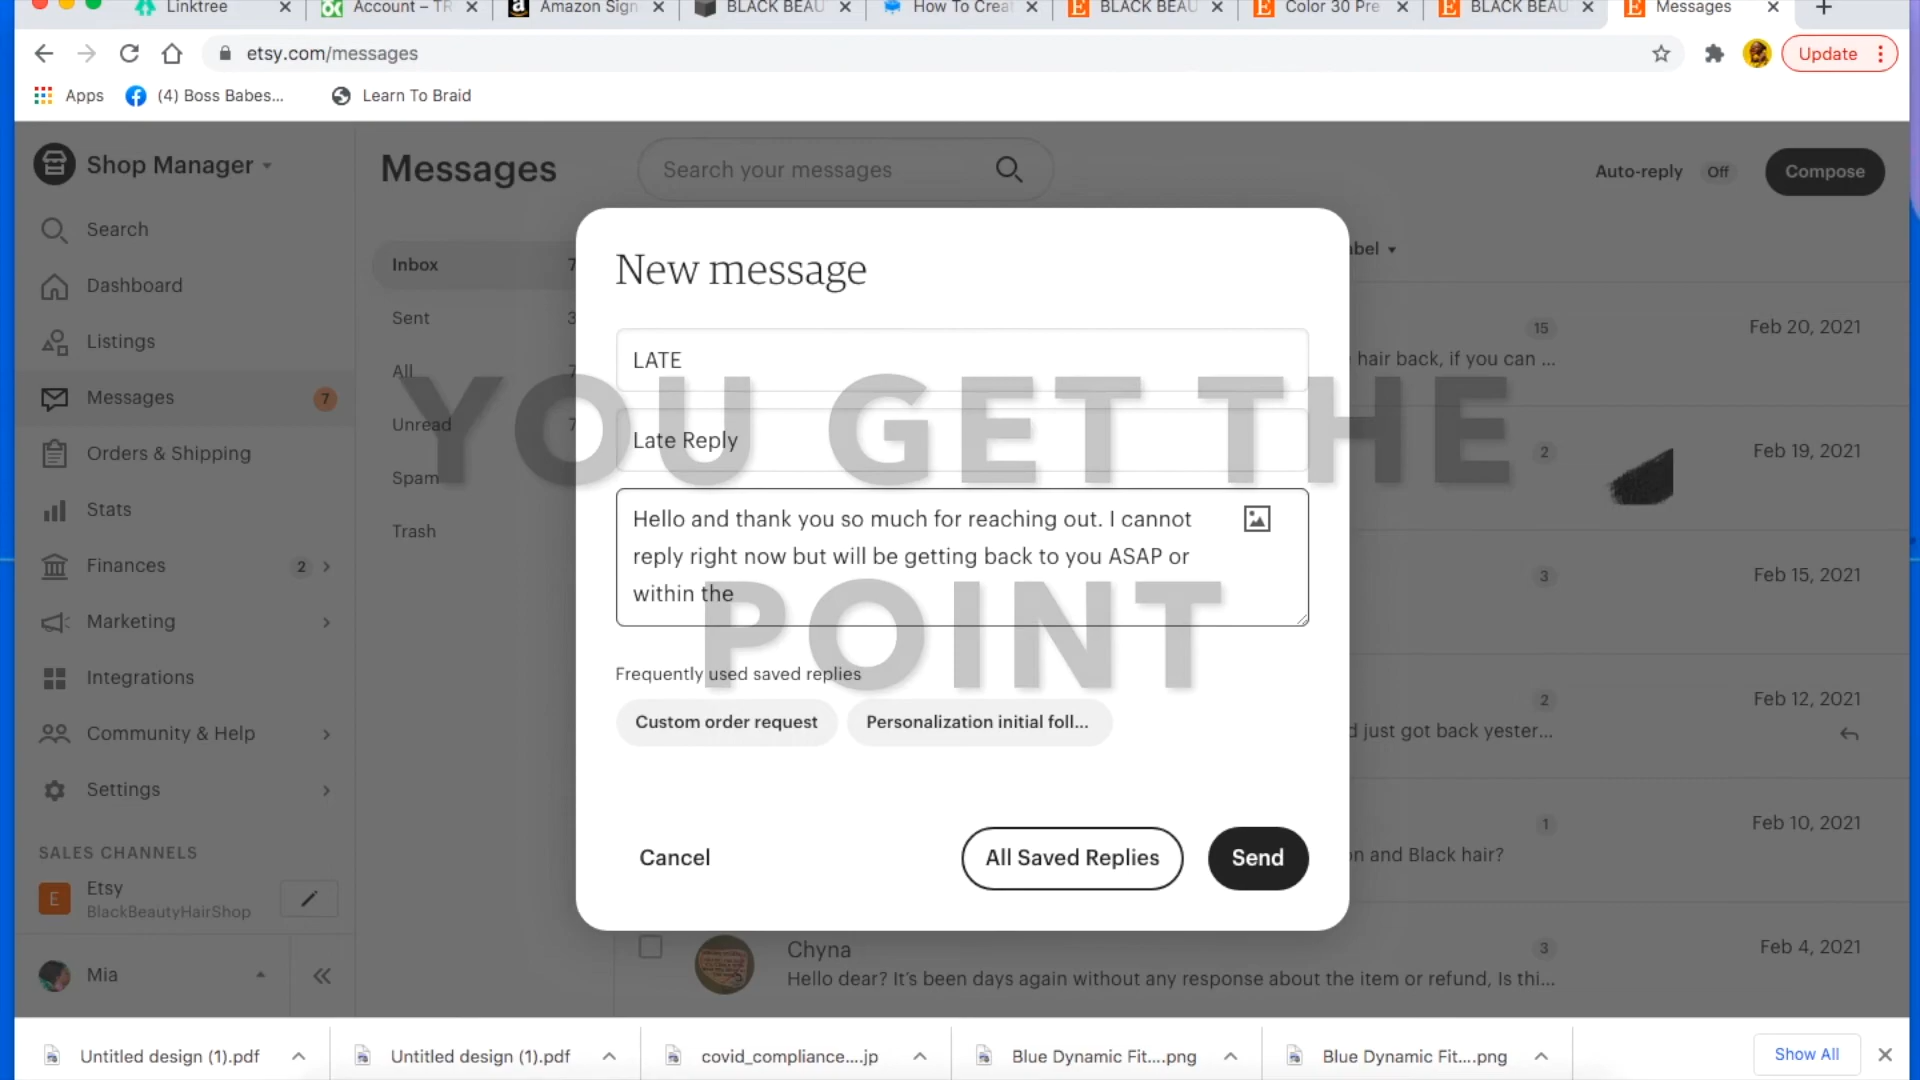 Linktree
Account – TR
Amazon Sign
BLACK BEAU
How To Creat
BLACK BEAU
Color 30 Pre
BLACK BEAU
Messages
etsy.com/messages
Update
Apps
(4) Boss Babes...
Learn To Braid
Shop Manager
Messages
Search your messages
Auto-reply
Off
Compose
Search
Dashboard
Listings
Messages
7
Orders & Shipping
Stats
Finances
2
Marketing
Integrations
Community & Help
Settings
SALES CHANNELS
E
Etsy
BlackBeautyHairShop
Mia
Inbox
7
Sent
3
All
7
Unread
7
Spam
Trash
New message
LATE
Late Reply
YOU GET THE
POINT
Hello and thank you so much for reaching out. I cannot
reply right now but will be getting back to you ASAP or
within the
Frequently used saved replies
Custom order request
Personalization initial foll...
Cancel
All Saved Replies
Send
abel
15
Feb 20, 2021
hair back, if you can ...
2
Feb 19, 2021
3
Feb 15, 2021
2
Feb 12, 2021
d just got back yester...
1
Feb 10, 2021
on and Black hair?
Chyna
3
Feb 4, 2021
Hello dear? It's been days again without any response about the item or refund, Is thi...
Untitled design (1).pdf
Untitled design (1).pdf
covid_compliance....jp
Blue Dynamic Fit....png
Blue Dynamic Fit....png
Show All